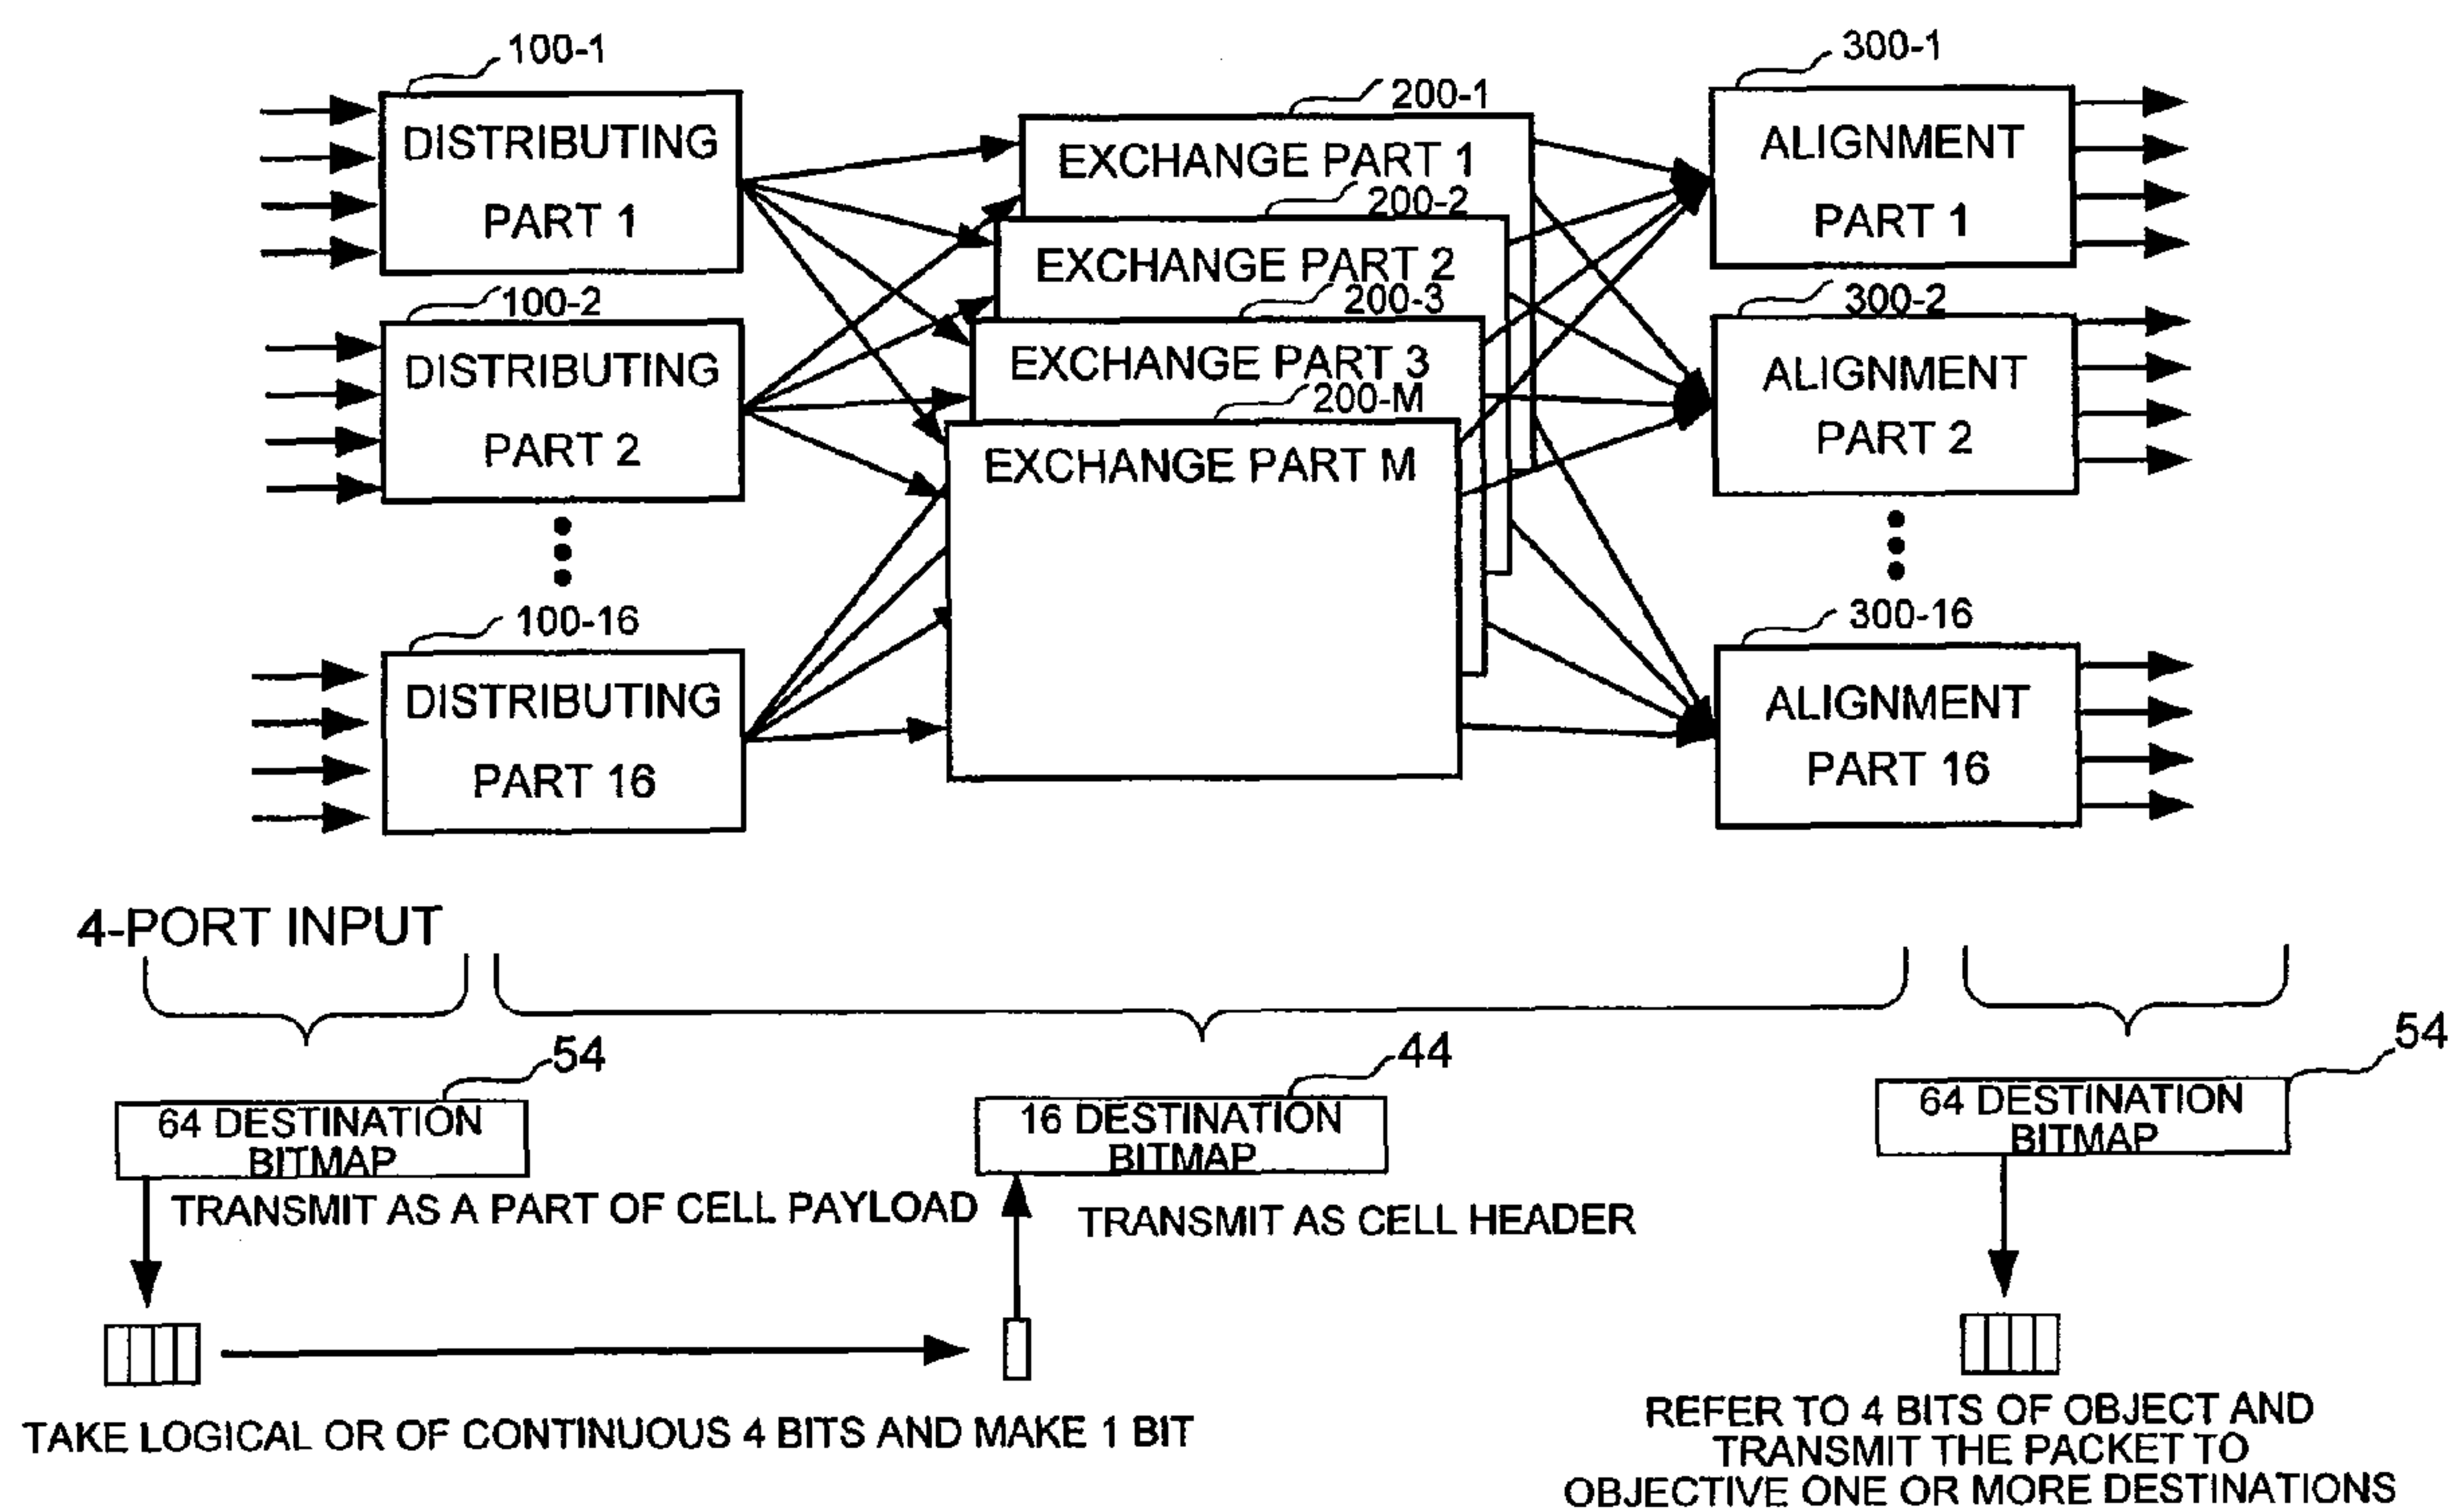 100-1
DISTRIBUTING
PART 1
100-2
DISTRIBUTING
PART 2
100-16
DISTRIBUTING
PART 16
200-1
EXCHANGE PART 1
200-2
EXCHANGE PART 2
200-3
EXCHANGE PART 3
200-M
EXCHANGE PART M
300-1
ALIGNMENT
PART 1
300-2
ALIGNMENT
PART 2
300-16
ALIGNMENT
PART 16
4-PORT INPUT
54
64 DESTINATION
BITMAP
TRANSMIT AS A PART OF CELL PAYLOAD
44
16 DESTINATION
BITMAP
TRANSMIT AS CELL HEADER
TAKE LOGICAL OR OF CONTINUOUS 4 BITS AND MAKE 1 BIT
54
64 DESTINATION
BITMAP
REFER TO 4 BITS OF OBJECT AND
TRANSMIT THE PACKET TO
OBJECTIVE ONE OR MORE DESTINATIONS